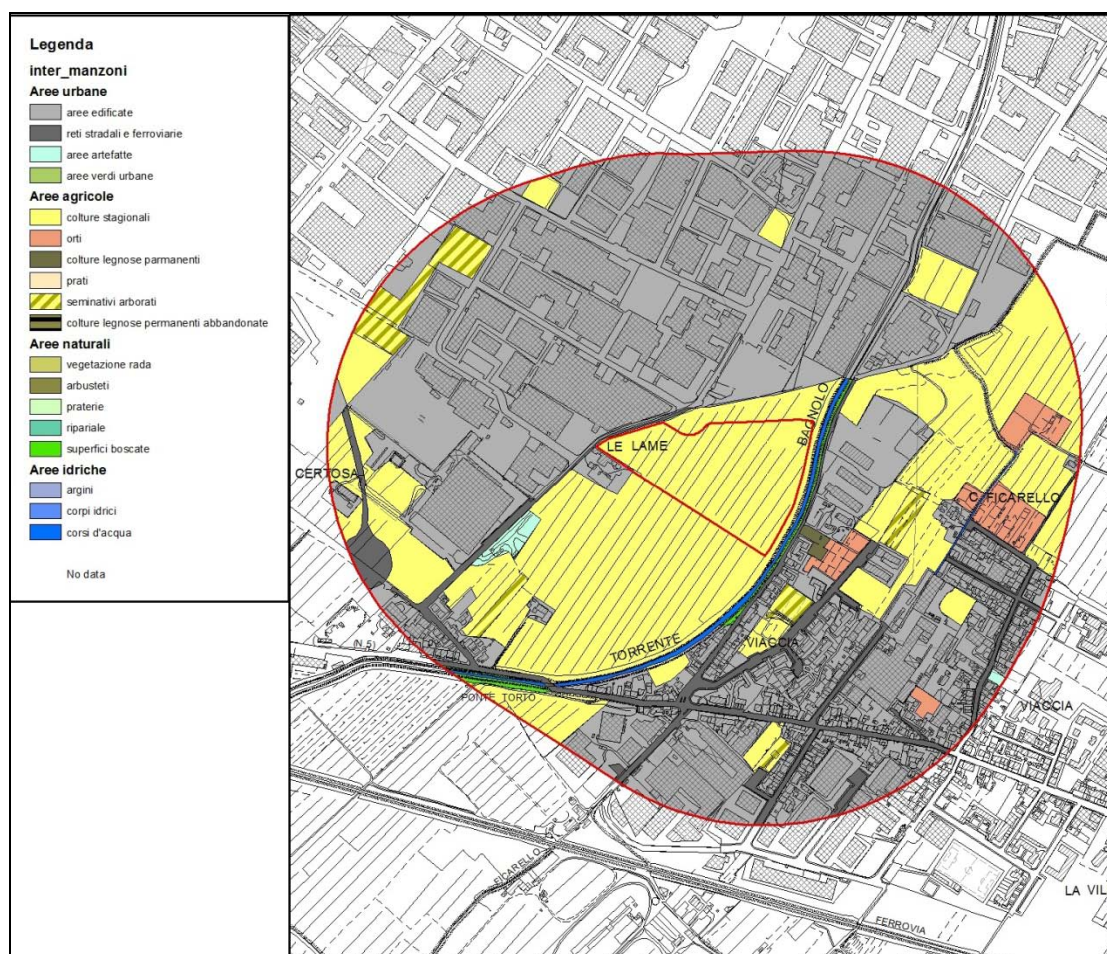 Legenda
inter_manzoni
Aree urbane
aree edificate
reti stradali e ferroviarie
aree artefatte
aree verdi urbane
Aree agricole
colture stagionali
orti
colture legnose parmanenti
prati
seminativi arborati
colture legnose permanenti abbandonate
Aree naturali
vegetazione rada
arbusteti
praterie
ripariale
superfici boscate
Aree idriche
argini
corpi idrici
corsi d'acqua
No data
BAGNOLO
LE LAME
CERTOSA
C. FICARELLO
TORRENTE
VIACCIA
(N.5)
PONTE TORTO
VIACCIA
FICARELLO
LA VIL
FERROVIA